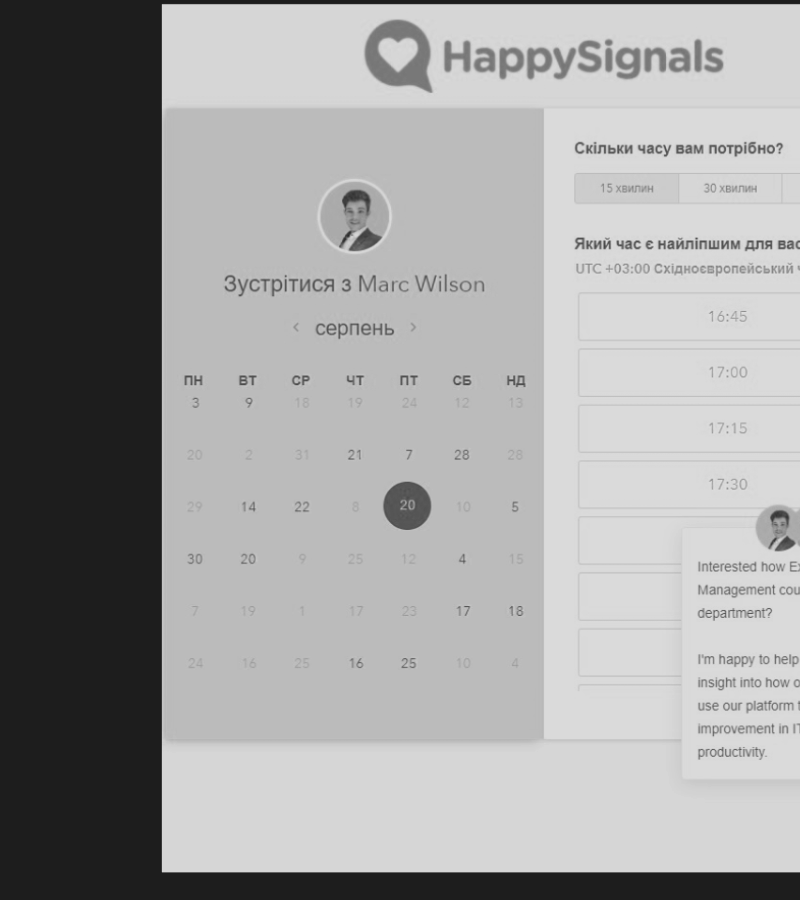 HappySignals
Зустрітися з Marc Wilson
‹ серпень ›
ПН ВТ СР ЧТ ПТ СБ НД
3 9 18 19 24 12 13
20 2 31 21 7 28 28
29 14 22 8 20 10 5
30 20 9 25 12 4 15
7 19 1 17 23 17 18
24 16 25 16 25 10 4
Скільки часу вам потрібно?
15 хвилин 30 хвилин
Який час є найліпшим для вас
UTC +03:00 Східноєвропейський
16:45
17:00
17:15
17:30
Interested how Ex
Management cou
department?
I'm happy to help
insight into how o
use our platform t
improvement in IT
productivity.